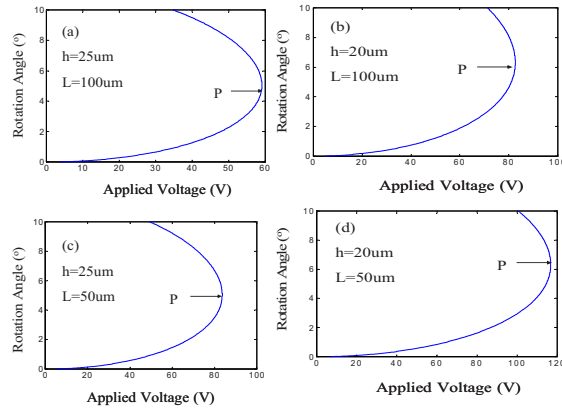 (a)
h=25um
L=100um
P
Rotation Angle (°)
10
8
6
4
2
0
0 10 20 30 40 50 60
Applied Voltage (V)
(b)
h=20um
L=100um
P
Rotation Angle (°)
10
8
6
4
2
0
0 20 40 60 80 100
Applied Voltage (V)
(c)
h=25um
L=50um
P
Rotation Angle (°)
10
8
6
4
2
0
0 20 40 60 80 100
Applied Voltage (V)
(d)
h=20um
L=50um
P
Rotation Angle (°)
10
8
6
4
2
0
0 20 40 60 80 100 120
Applied Voltage (V)